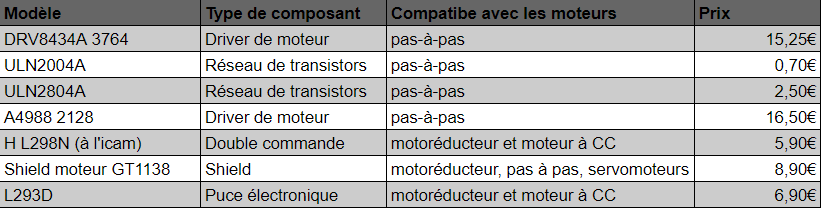 Modèle Type de composant Compatibe avec les moteurs Prix
DRV8434A 3764 Driver de moteur pas-à-pas 15,25€
ULN2004A Réseau de transistors pas-à-pas 0,70€
ULN2804A Réseau de transistors pas-à-pas 2,50€
A4988 2128 Driver de moteur pas-à-pas 16,50€
H L298N (à l'icam) Double commande motoréducteur et moteur à CC 5,90€
Shield moteur GT1138 Shield motoréducteur, pas à pas, servomoteurs 8,90€
L293D Puce électronique motoréducteur et moteur à CC 6,90€